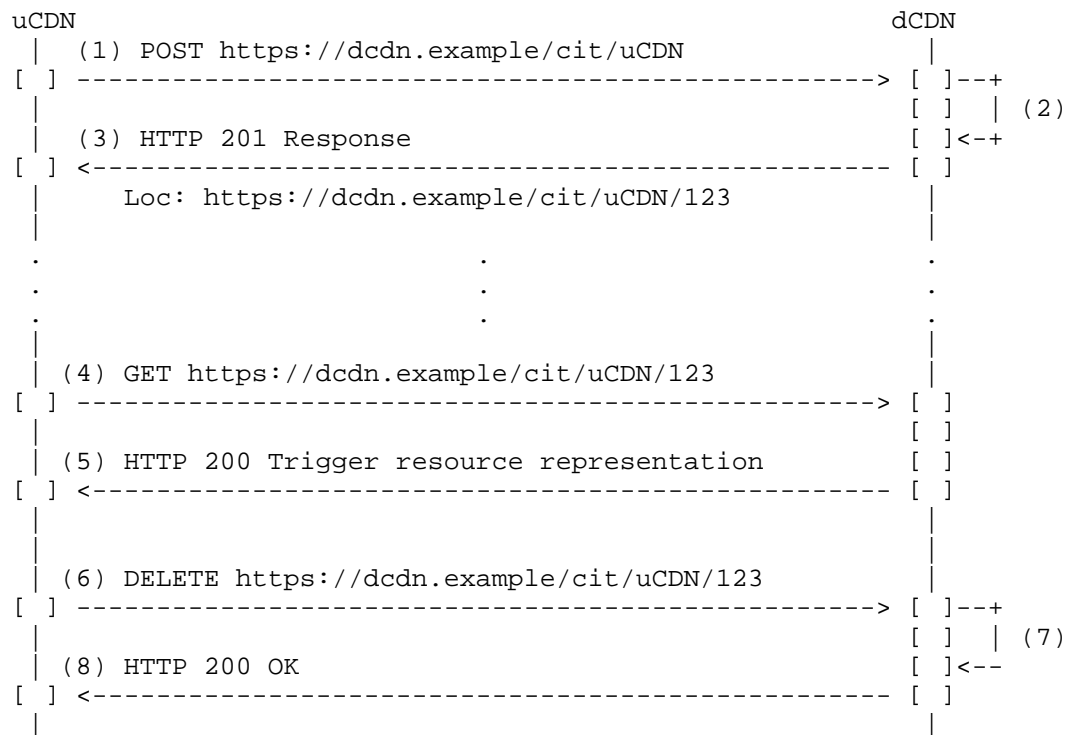 uCDN dCDN
(1) POST https://dcdn.example/cit/uCDN
[ ] --------------------------------------------------> [ ]--+
[ ] | (2)
(3) HTTP 201 Response [ ]<-+
[ ] <-------------------------------------------------- [ ]
Loc: https://dcdn.example/cit/uCDN/123
. . .
. . .
. . .
(4) GET https://dcdn.example/cit/uCDN/123
[ ] --------------------------------------------------> [ ]
[ ]
(5) HTTP 200 Trigger resource representation [ ]
[ ] <-------------------------------------------------- [ ]
(6) DELETE https://dcdn.example/cit/uCDN/123
[ ] --------------------------------------------------> [ ]--+
[ ] | (7)
(8) HTTP 200 OK [ ]<--
[ ] <-------------------------------------------------- [ ]